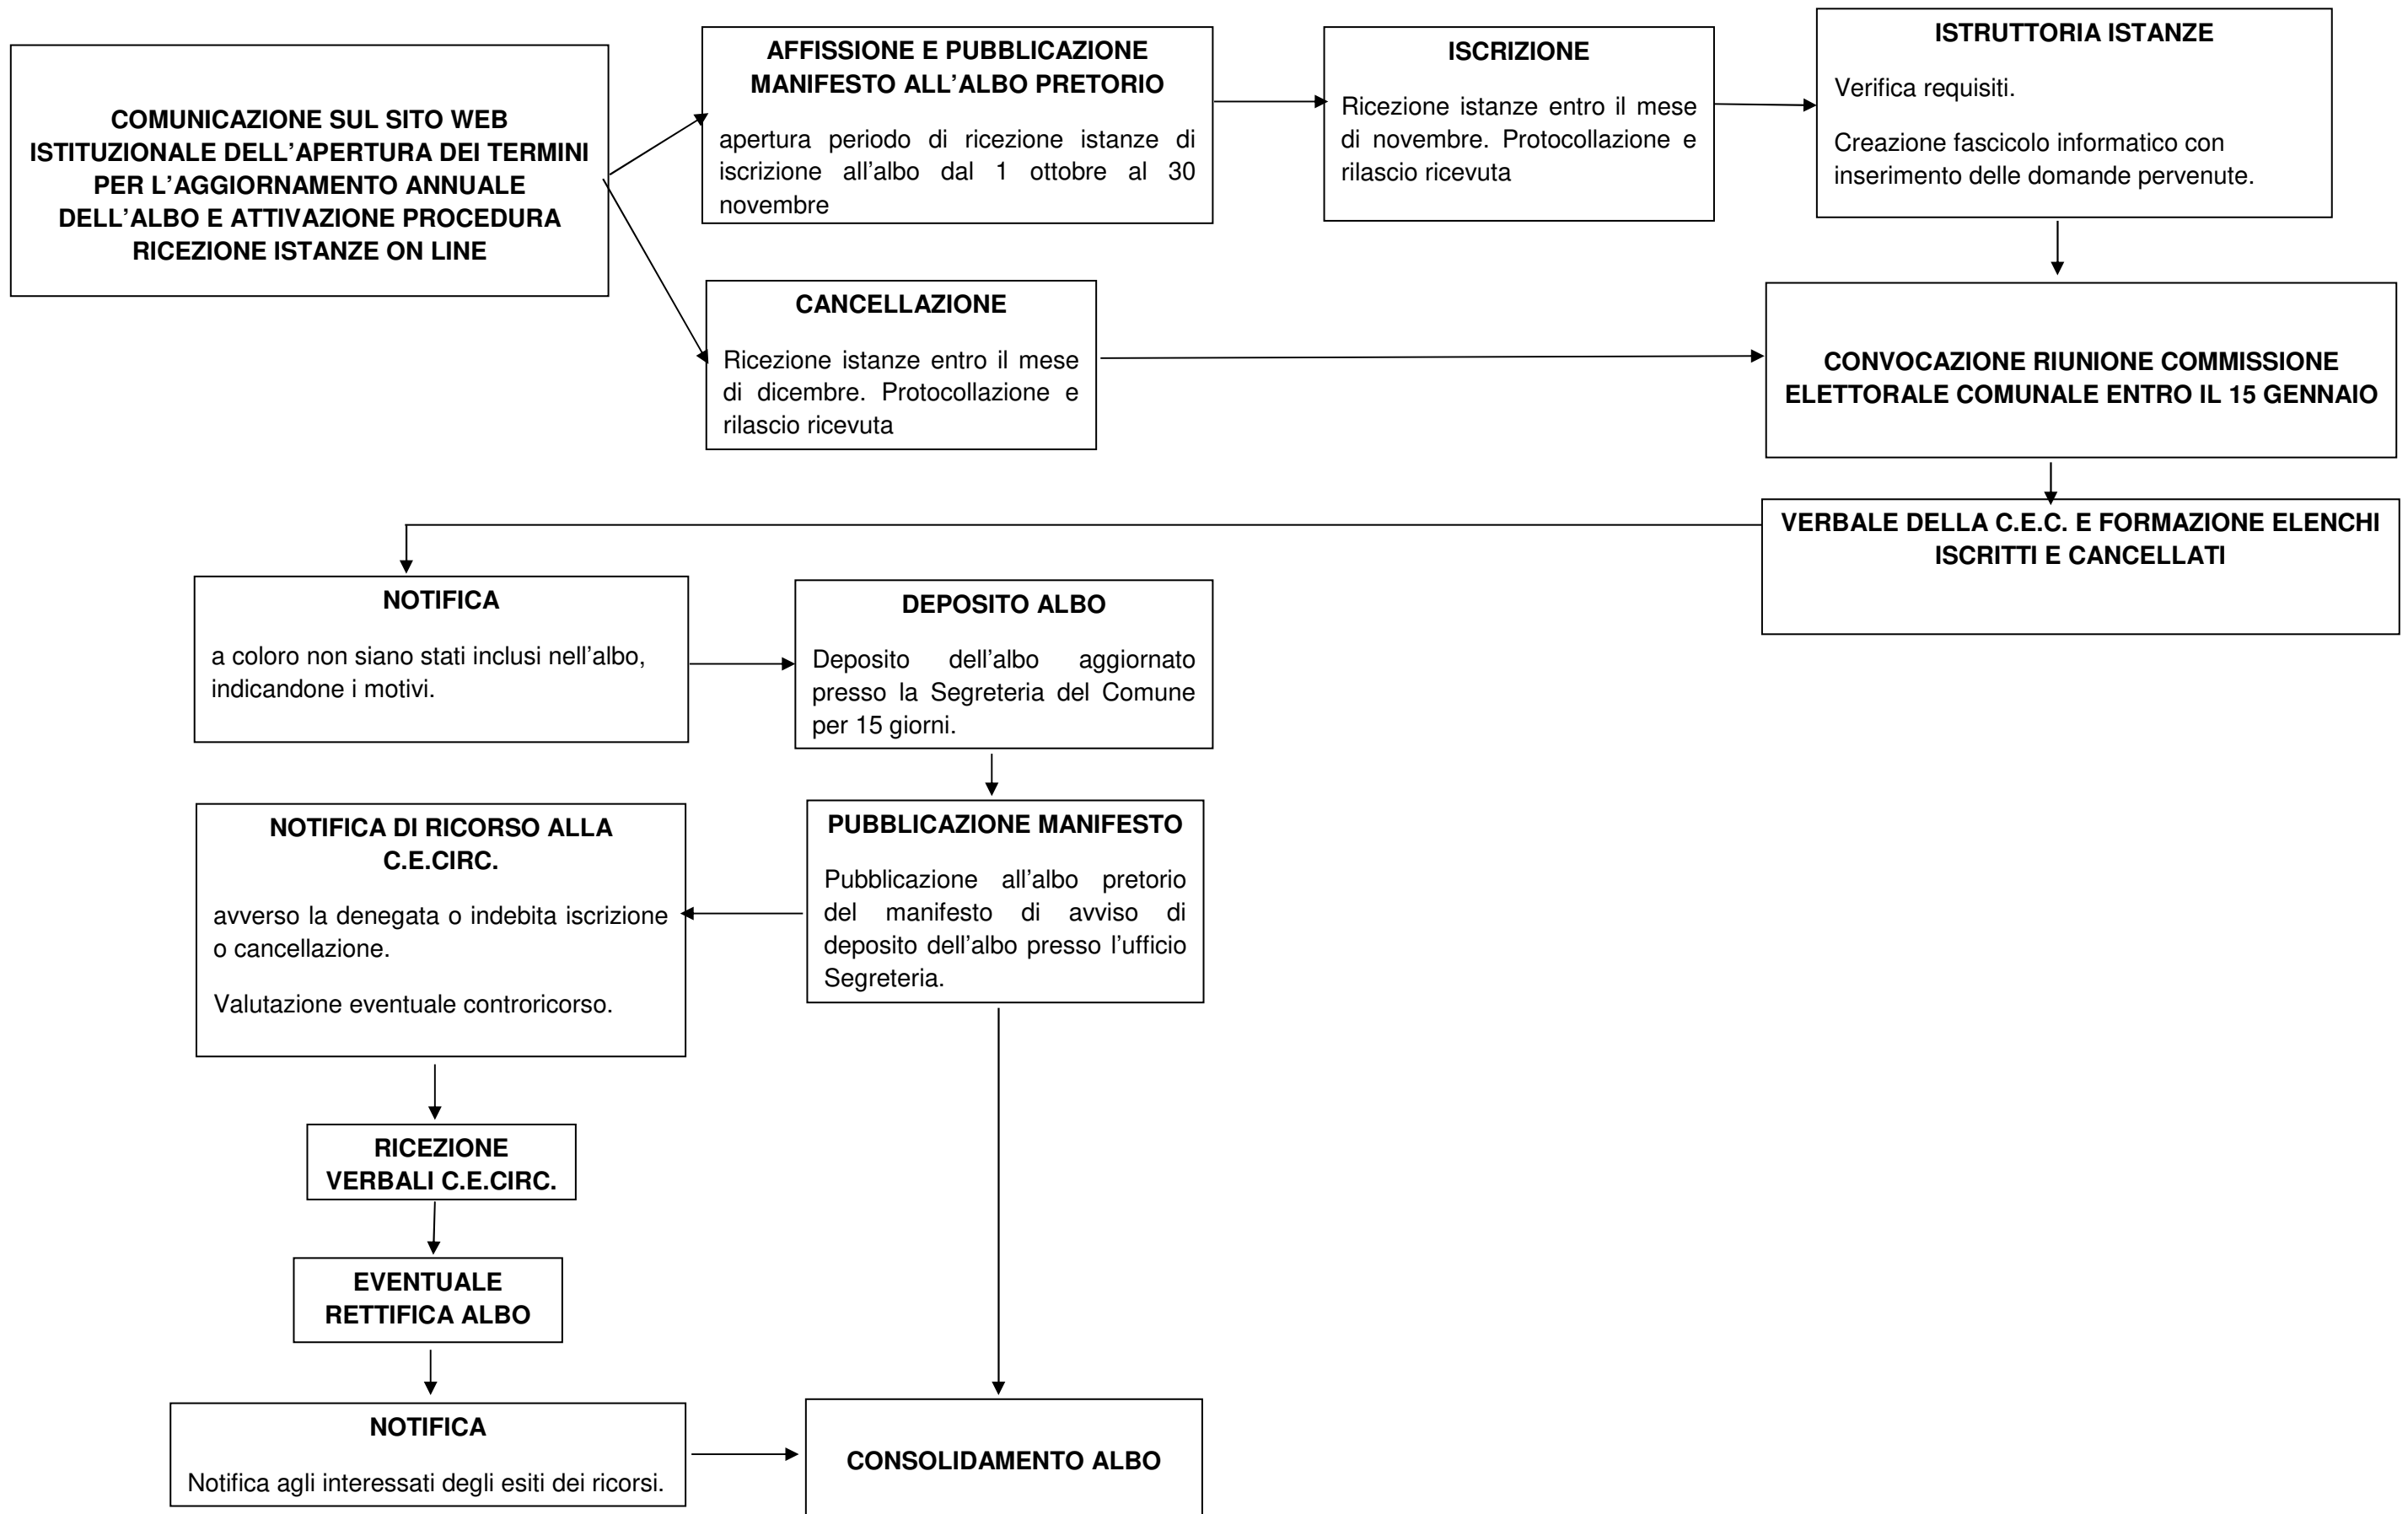 COMUNICAZIONE SUL SITO WEB
ISTITUZIONALE DELL'APERTURA DEI TERMINI
PER L'AGGIORNAMENTO ANNUALE
DELL'ALBO E ATTIVAZIONE PROCEDURA
RICEZIONE ISTANZE ON LINE
AFFISSIONE E PUBBLICAZIONE
MANIFESTO ALL'ALBO PRETORIO
apertura periodo di ricezione istanze di
iscrizione all'albo dal 1 ottobre al 30
novembre
ISCRIZIONE
Ricezione istanze entro il mese
di novembre. Protocollazione e
rilascio ricevuta
ISTRUTTORIA ISTANZE
Verifica requisiti.
Creazione fascicolo informatico con
inserimento delle domande pervenute.
CANCELLAZIONE
Ricezione istanze entro il mese
di dicembre. Protocollazione e
rilascio ricevuta
CONVOCAZIONE RIUNIONE COMMISSIONE
ELETTORALE COMUNALE ENTRO IL 15 GENNAIO
VERBALE DELLA C.E.C. E FORMAZIONE ELENCHI
ISCRITTI E CANCELLATI
NOTIFICA
a coloro non siano stati inclusi nell'albo,
indicandone i motivi.
DEPOSITO ALBO
Deposito dell'albo aggiornato
presso la Segreteria del Comune
per 15 giorni.
PUBBLICAZIONE MANIFESTO
Pubblicazione all'albo pretorio
del manifesto di avviso di
deposito dell'albo presso l'ufficio
Segreteria.
NOTIFICA DI RICORSO ALLA
C.E.CIRC.
avverso la denegata o indebita iscrizione
o cancellazione.
Valutazione eventuale controricorso.
RICEZIONE
VERBALI C.E.CIRC.
EVENTUALE
RETTIFICA ALBO
NOTIFICA
Notifica agli interessati degli esiti dei ricorsi.
CONSOLIDAMENTO ALBO